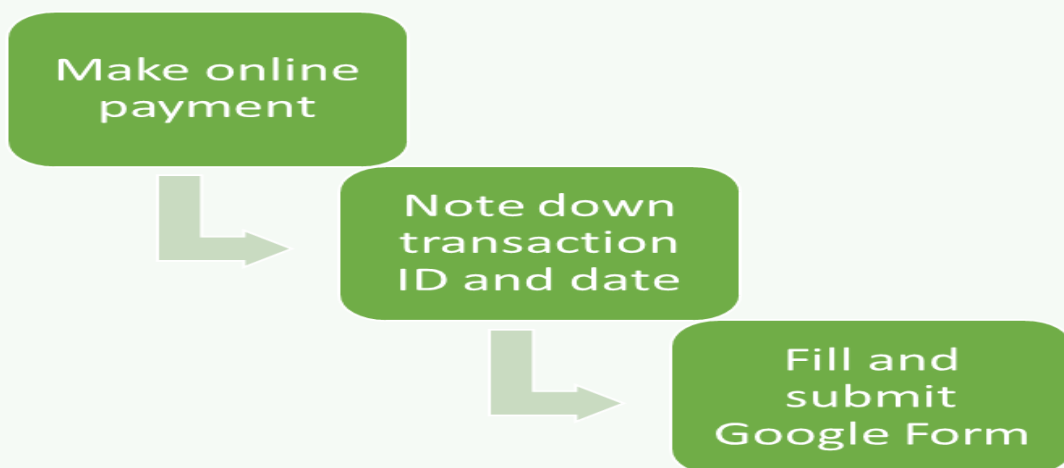 Make online
payment
Note down
transaction
ID and date
Fill and
submit
Google Form